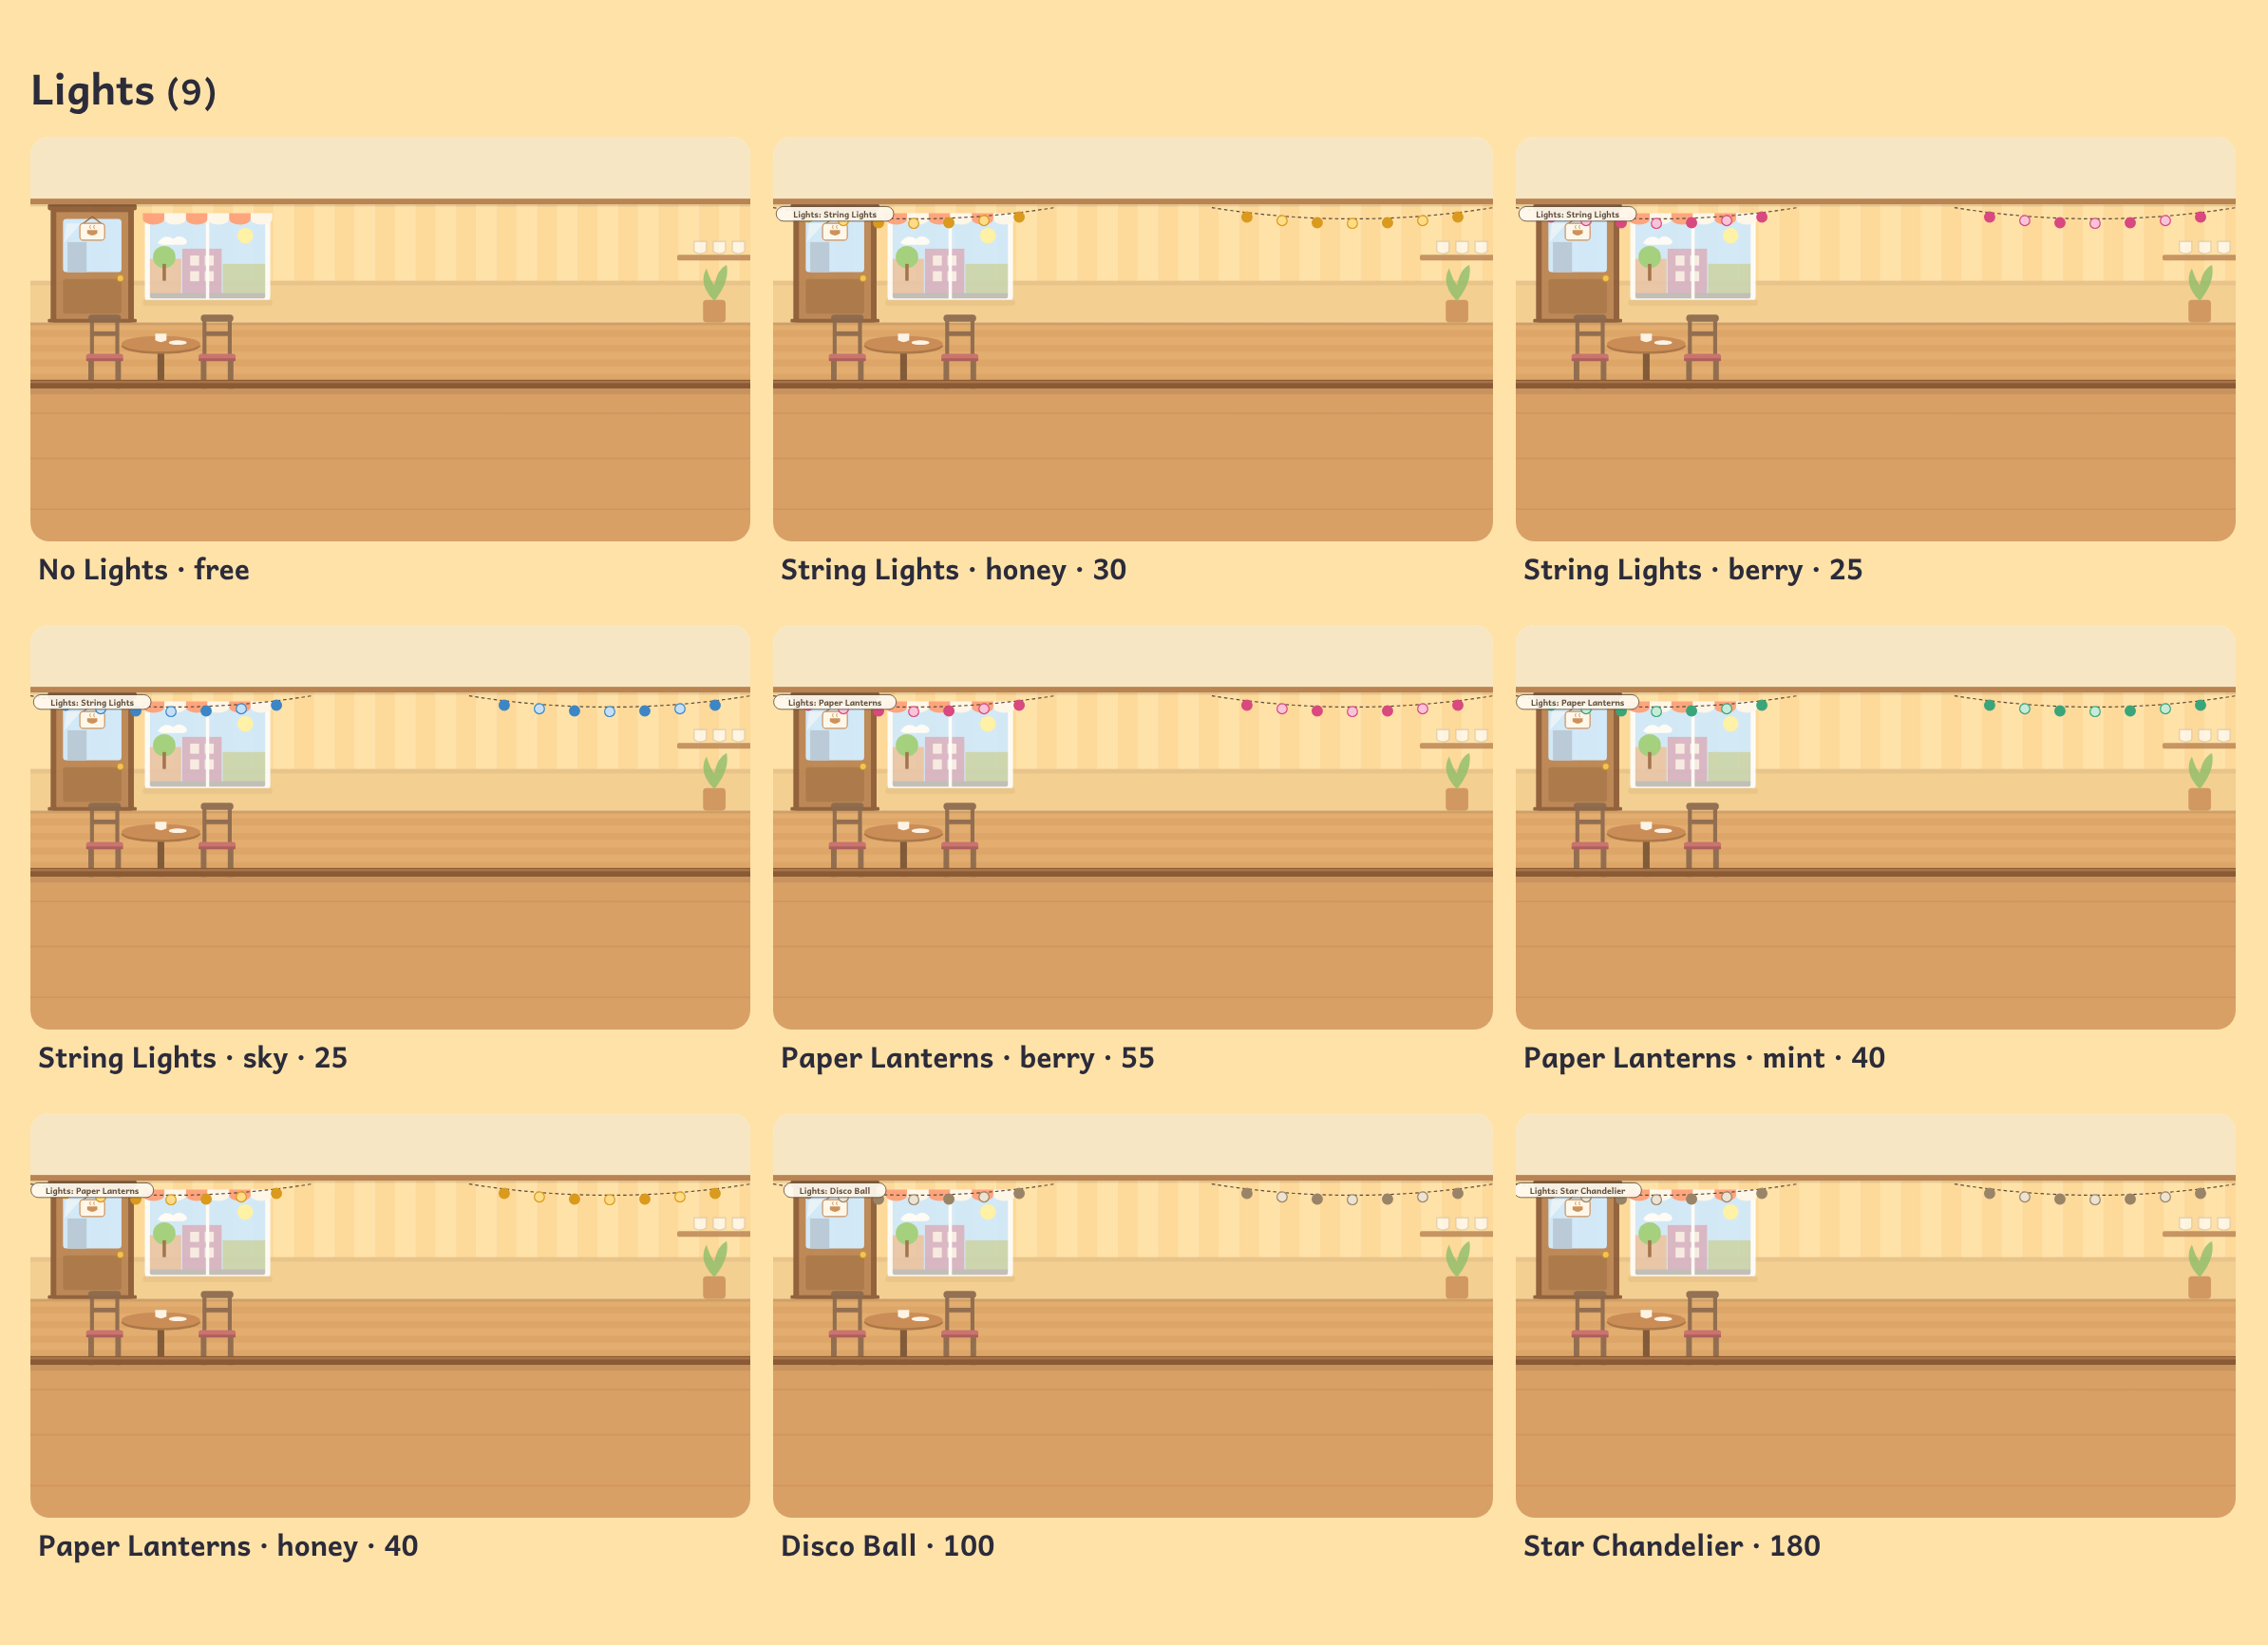 Lights (9)
Lights: String Lights
Lights: String Lights
No Lights · free
String Lights · honey · 30
String Lights · berry · 25
Lights: String Lights
Lights: Paper Lanterns
Lights: Paper Lanterns
String Lights · sky · 25
Paper Lanterns · berry · 55
Paper Lanterns · mint · 40
Lights: Paper Lanterns
Lights: Disco Ball
Lights: Star Chandelier
Paper Lanterns · honey · 40
Disco Ball · 100
Star Chandelier · 180